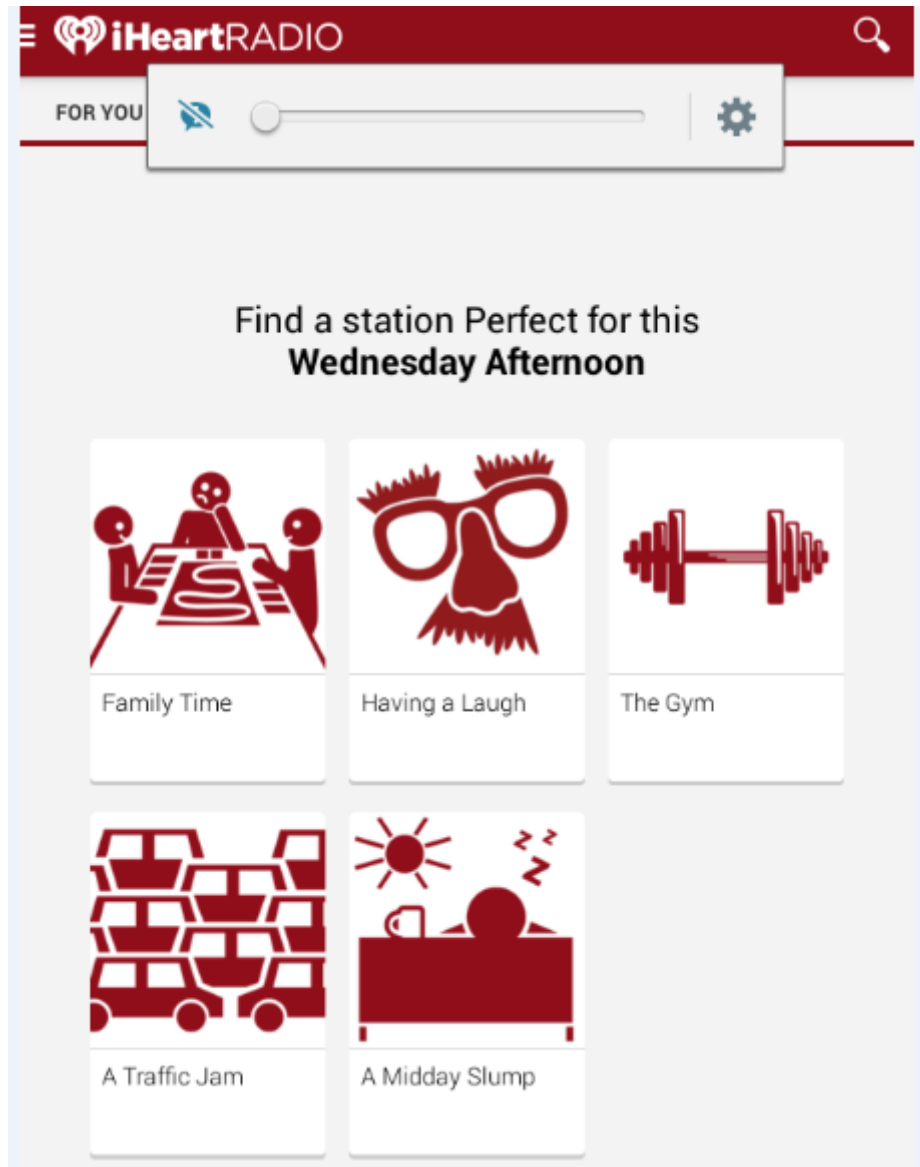 iHeartRADIO
FOR YOU
Find a station Perfect for this
Wednesday Afternoon
Family Time
Having a Laugh
The Gym
z z
z
A Traffic Jam
A Midday Slump